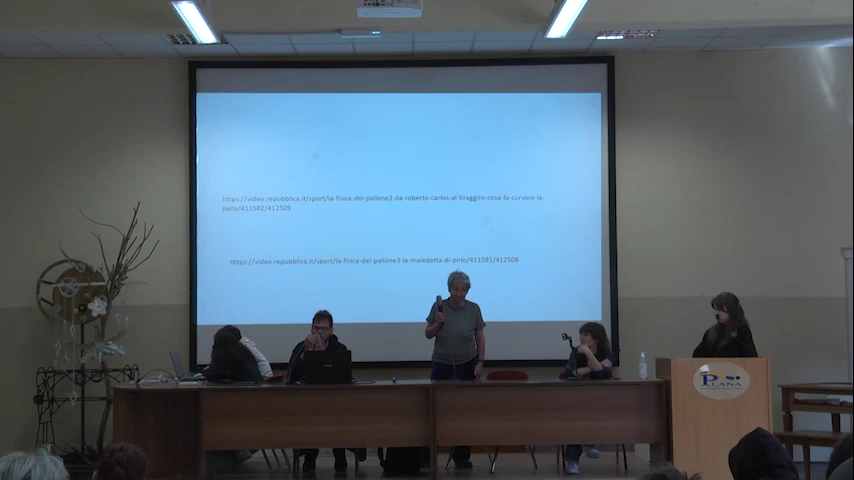 https://video.repubblica.it/sport/la-fisica-del-pallone2-da-roberto-carlos-al-tiraggiro-cosa-fa-curvare-la-
palla/411582/412509
https://video.repubblica.it/sport/la-fisica-del-pallone3-la-maledetta-di-pirlo/411581/412508
LANA